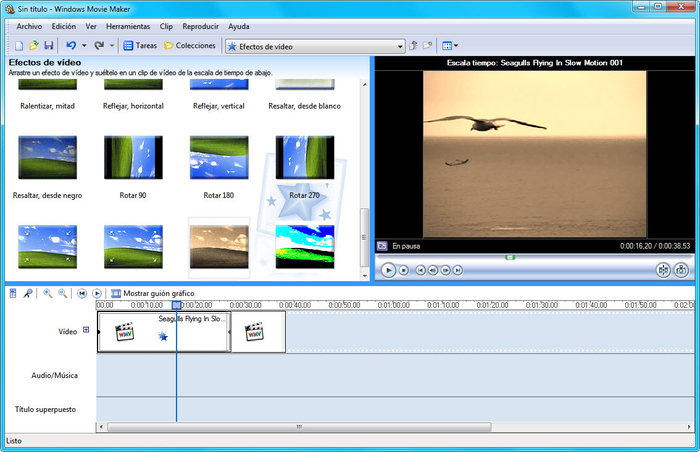 Sin título - Windows Movie Maker
Archivo Edición Ver Herramientas Clip Reproducir Ayuda
Tareas Colecciones Efectos de vídeo
Efectos de vídeo
Arrastre un efecto de vídeo y suéltelo en un clip de vídeo de la escala de tiempo de abajo.
Ralentizar, mitad Reflejar, horizontal Reflejar, vertical Resaltar, desde blanco
Resaltar, desde negro Rotar 90 Rotar 180 Rotar 270
Escala tiempo: Seagulls Flying In Slow Motion 001
En pausa 0:00:16,20 / 0:00:38,53
Mostrar guión gráfico
00,00 0:00:10,00 0:00:20,00 0:00:30,00 0:00:40,00 0:00:50,00 0:01:00,00 0:01:10,00 0:01:20,00 0:01:30,00 0:01:40,00 0:01:50,00 0:02:0
Vídeo
Seagulls Flying In Slo...
WMV WMV
Audio/Música
Título superpuesto
Listo